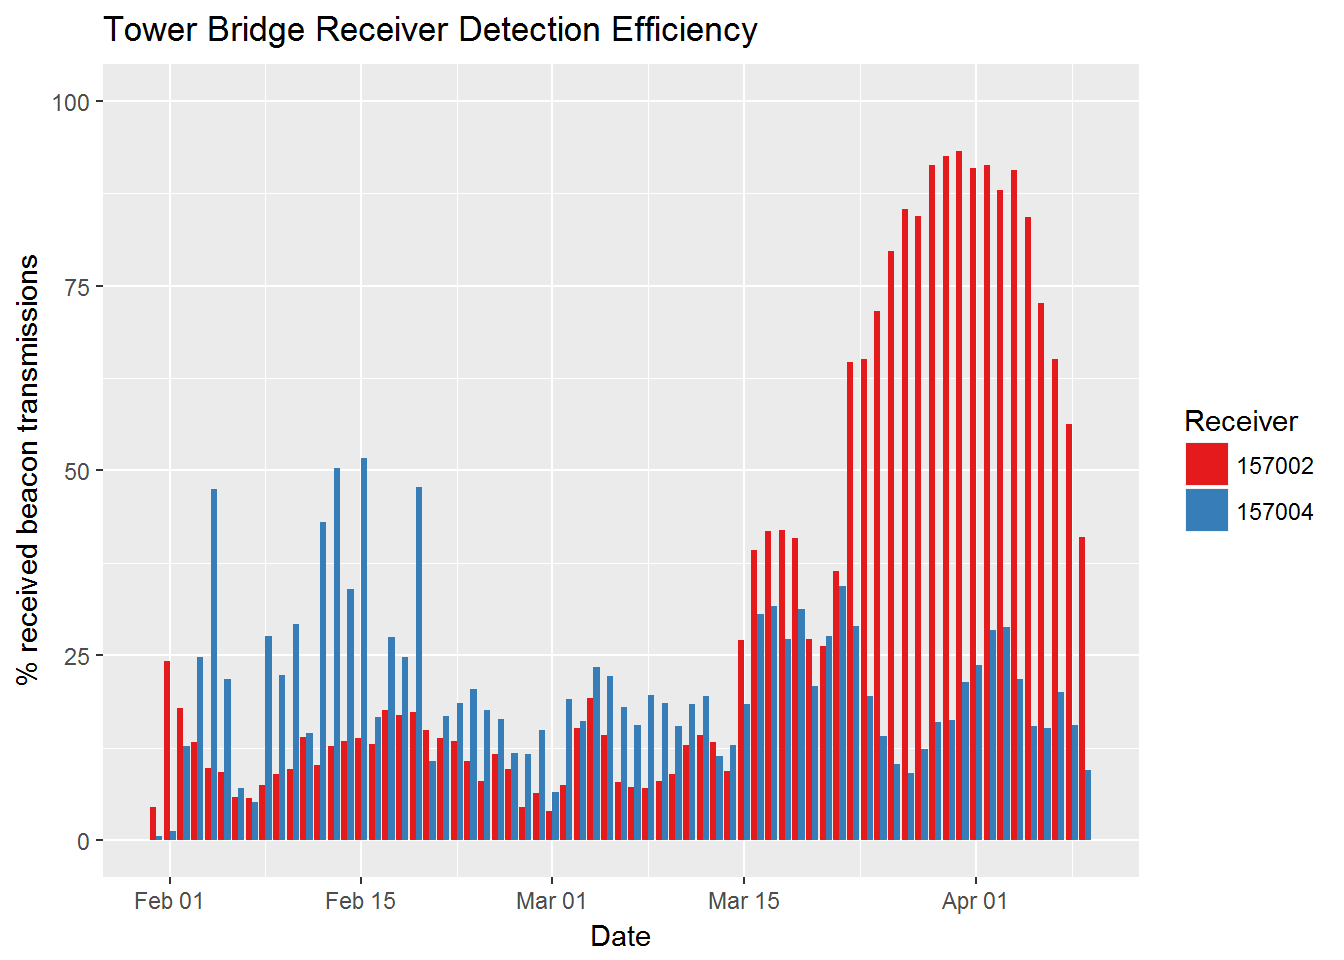 Tower Bridge Receiver Detection Efficiency
% received beacon transmissions
100
75
50
25
0
Feb 01
Feb 15
Mar 01
Mar 15
Apr 01
Date
Receiver
157002
157004